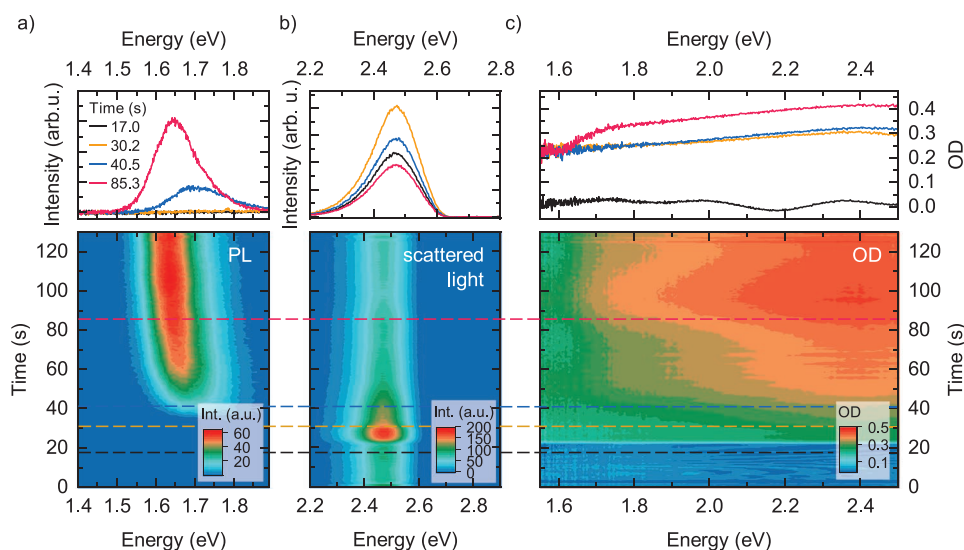 a)
Energy (eV)
1.4 1.5 1.6 1.7 1.8
Intensity (arb.u.)
Time (s)
17.0
30.2
40.5
85.3
PL
Time (s)
120
100
80
60
40
20
0
Int. (a.u.)
60
40
20
1.4 1.5 1.6 1.7 1.8
Energy (eV)
b)
Energy (eV)
2.2 2.4 2.6 2.8
Intensity (arb. u.)
scattered
light
Int. (a.u.)
200
150
100
50
0
2.2 2.4 2.6 2.8
Energy (eV)
c)
Energy (eV)
1.6 1.8 2.0 2.2 2.4
0.4
0.3
0.2
0.1
0.0
OD
OD
120
100
80
60
40
20
0
Time (s)
OD
0.5
0.3
0.1
1.6 1.8 2.0 2.2 2.4
Energy (eV)